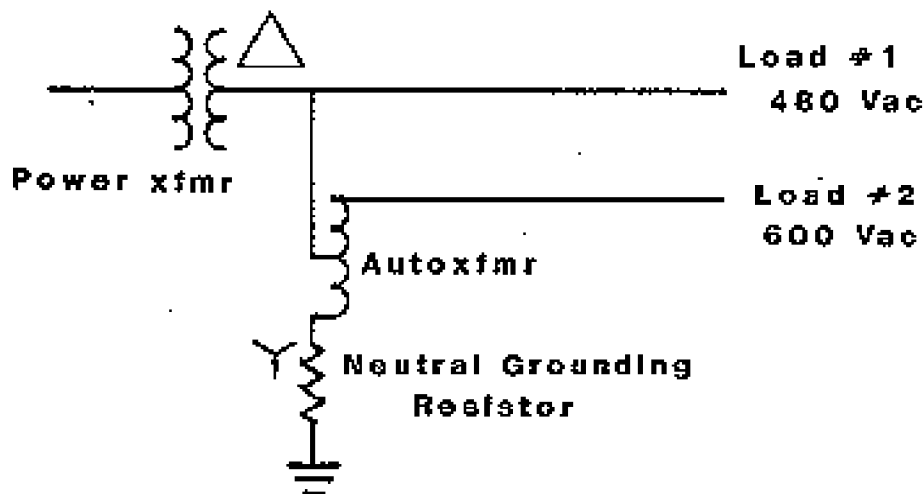 Load #1
480 Vac
Power xfmr
Load #2
600 Vac
Autoxfmr
Neutral Grounding
Resistor